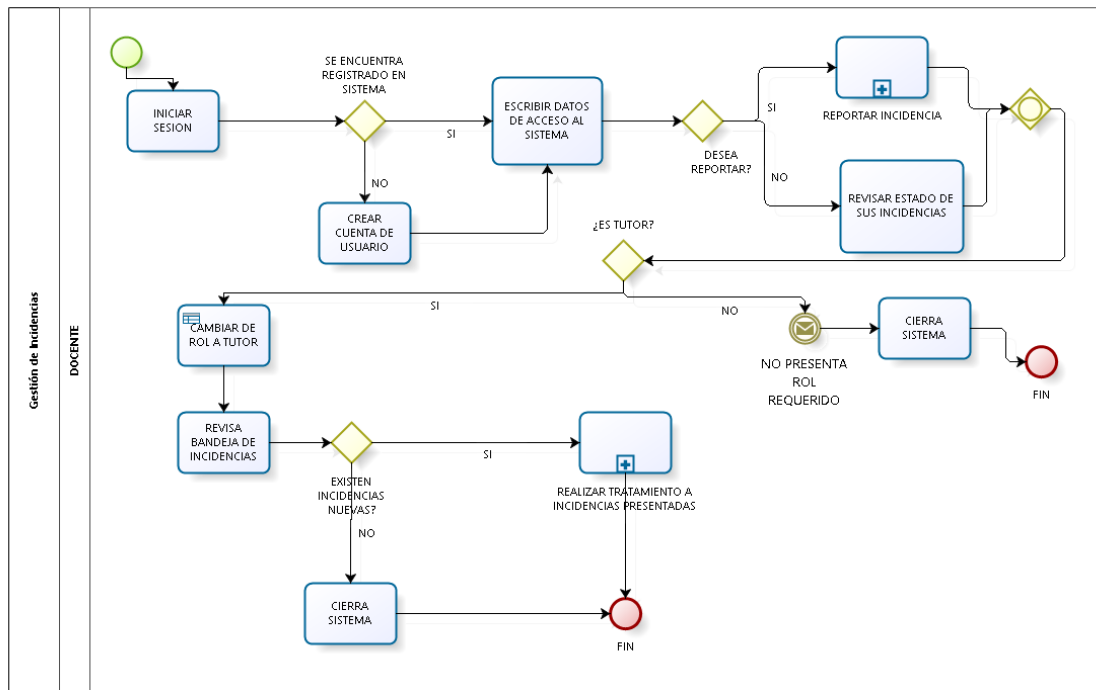 Gestión de Incidencias
DOCENTE
INICIAR
SESION
SE ENCUENTRA
REGISTRADO EN
SISTEMA
SI
NO
CREAR
CUENTA DE
USUARIO
ESCRIBIR DATOS
DE ACCESO AL
SISTEMA
DESEA
REPORTAR?
SI
NO
REPORTAR INCIDENCIA
REVISAR ESTADO DE
SUS INCIDENCIAS
¿ES TUTOR?
SI
NO
CAMBIAR DE
ROL A TUTOR
NO PRESENTA
ROL
REQUERIDO
CIERRA
SISTEMA
FIN
REVISA
BANDEJA DE
INCIDENCIAS
EXISTEN
INCIDENCIAS
NUEVAS?
SI
NO
REALIZAR TRATAMIENTO A
INCIDENCIAS PRESENTADAS
CIERRA
SISTEMA
FIN